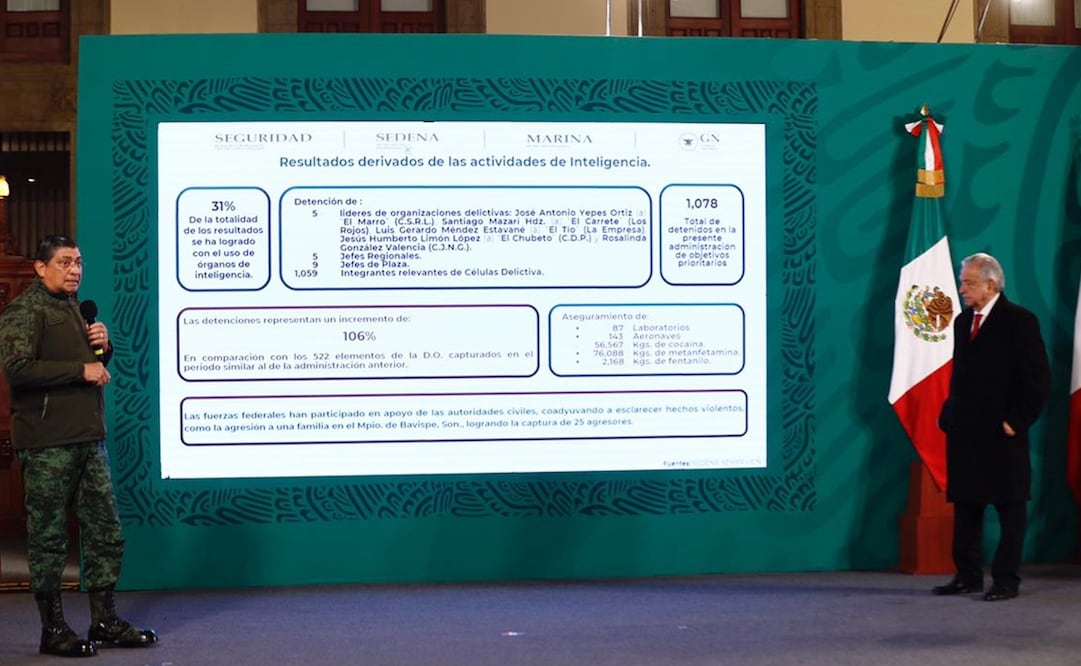 SEGURIDAD
SEDENA
MARINA
GN
Resultados derivados de las actividades de Inteligencia.
31%
De la totalidad
de los resultados
se ha logrado
con el uso de
órganos de
inteligencia.
Detención de :
5 líderes de organizaciones delictivas: José Antonio Yepes Ortiz (a)
"El Marro" (C.S.R.L.), Santiago Mazari Hdz. (a) "El Carrete" (Los
Rojos), Luis Gerardo Méndez Estavané (a) "El Tío" (La Empresa),
Jesús Humberto Limón López (a) "El Chubeto" (C.D.P.) y Rosalinda
González Valencia (C.J.N.G.).
5 Jefes Regionales.
9 Jefes de Plaza.
1,059 Integrantes relevantes de Células Delictiva.
1,078
Total de
detenidos en la
presente
administración
de objetivos
prioritarios
Las detenciones representan un incremento de:
106%
En comparación con los 522 elementos de la D.O. capturados en el
periodo similar al de la administración anterior.
Aseguramiento de:
• 87 Laboratorios
• 143 Aeronaves
• 56,567 Kgs. de cocaína.
• 76,088 Kgs. de metanfetamina.
• 2,168 Kgs. de fentanilo.
Las fuerzas federales han participado en apoyo de las autoridades civiles, coadyuvando a esclarecer hechos violentos,
como la agresión a una familia en el Mpio. de Bavispe, Son., logrando la captura de 25 agresores.
Fuentes: SEDENA-SEMAR-GN